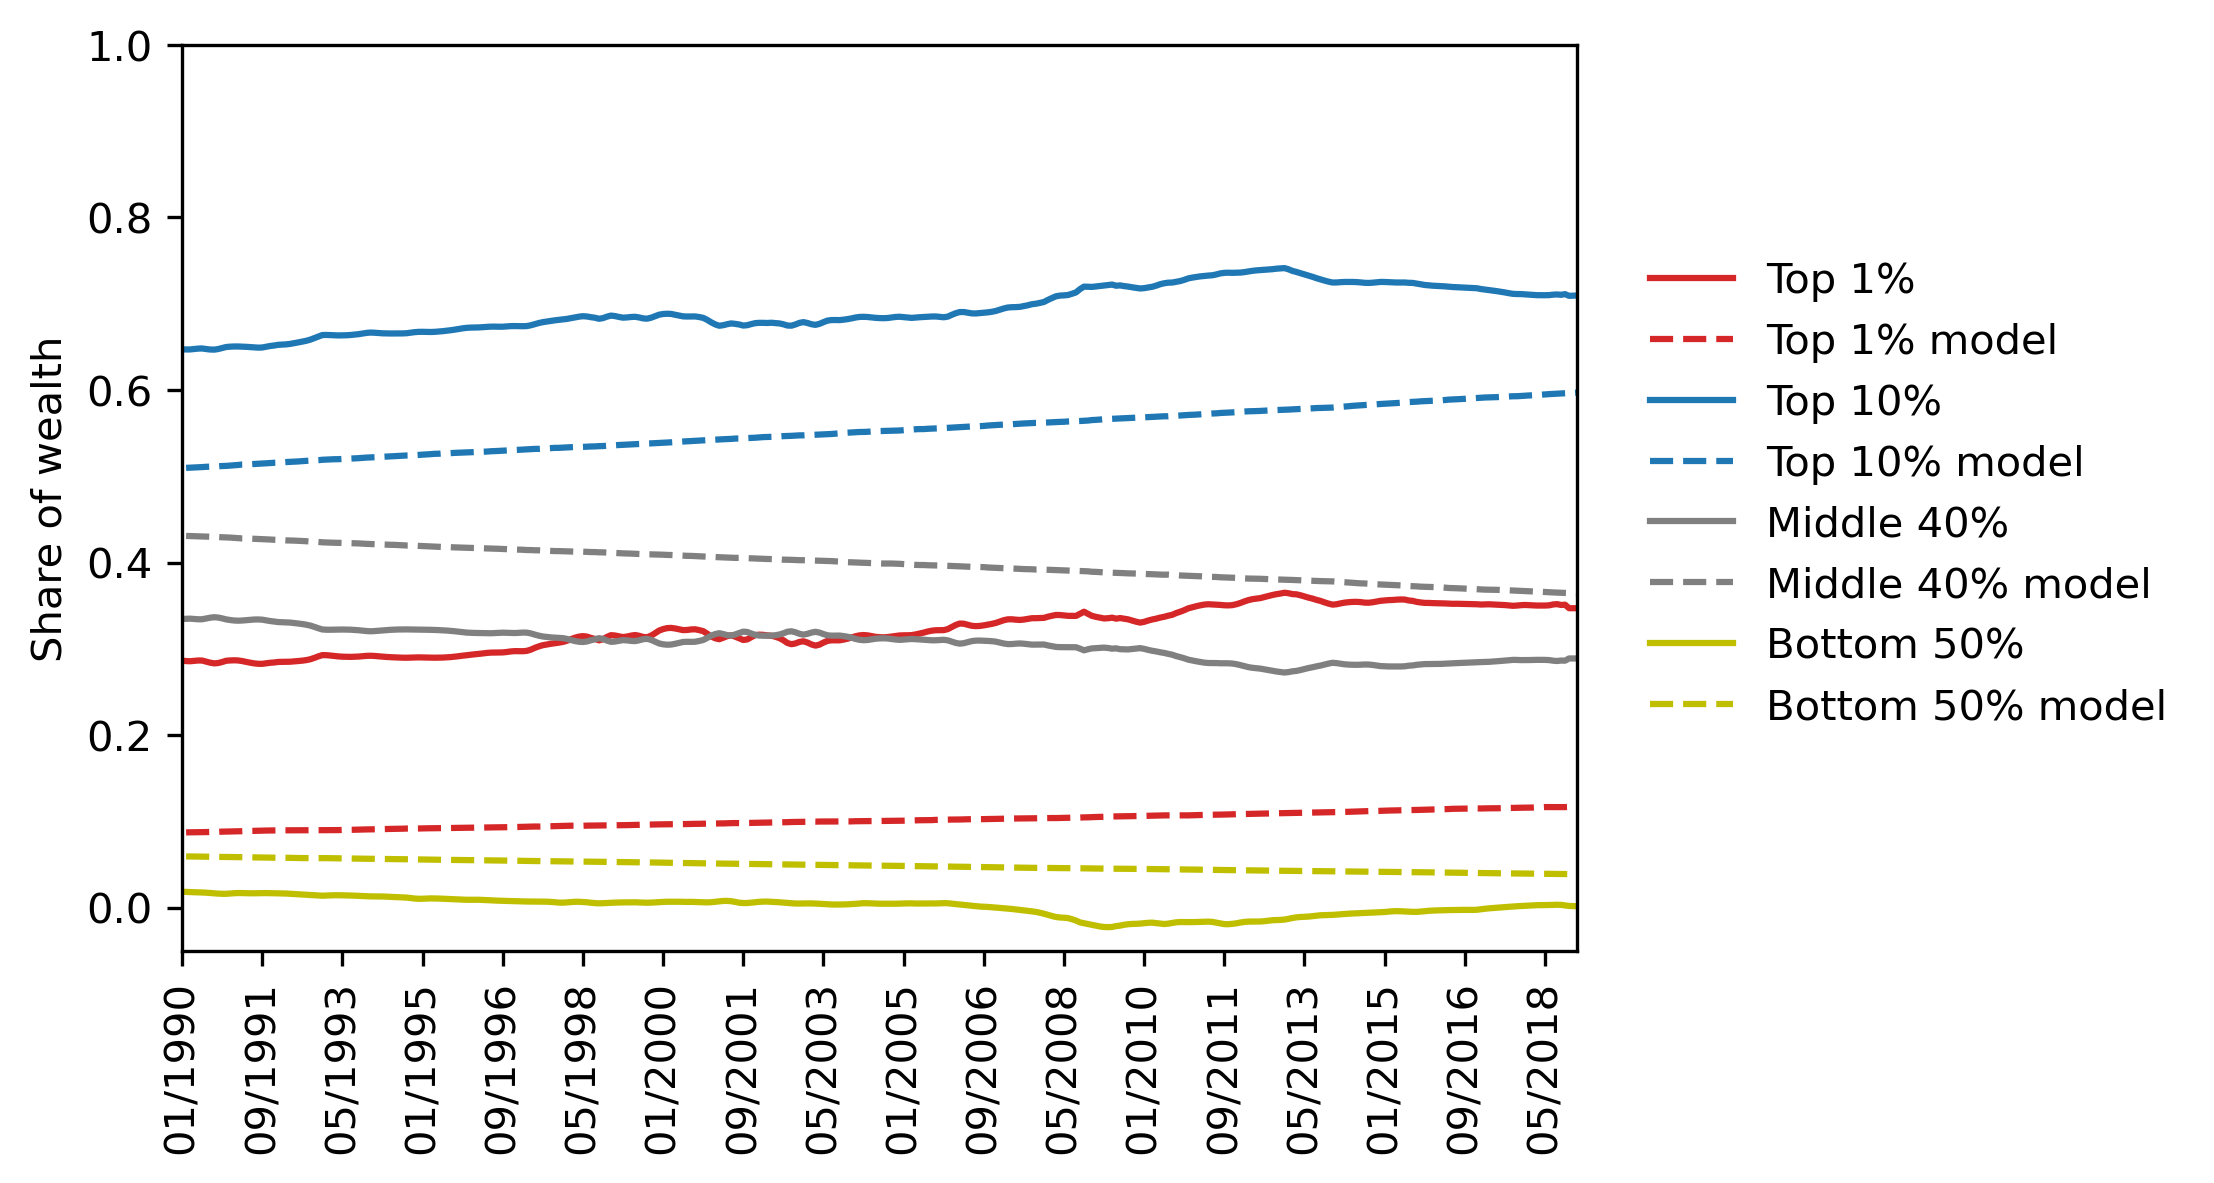 1.0
0.8
0.6
0.4
0.2
0.0
Share of wealth
01/1990
09/1991
05/1993
01/1995
09/1996
05/1998
01/2000
09/2001
05/2003
01/2005
09/2006
05/2008
01/2010
09/2011
05/2013
01/2015
09/2016
05/2018
Top 1%
Top 1% model
Top 10%
Top 10% model
Middle 40%
Middle 40% model
Bottom 50%
Bottom 50% model